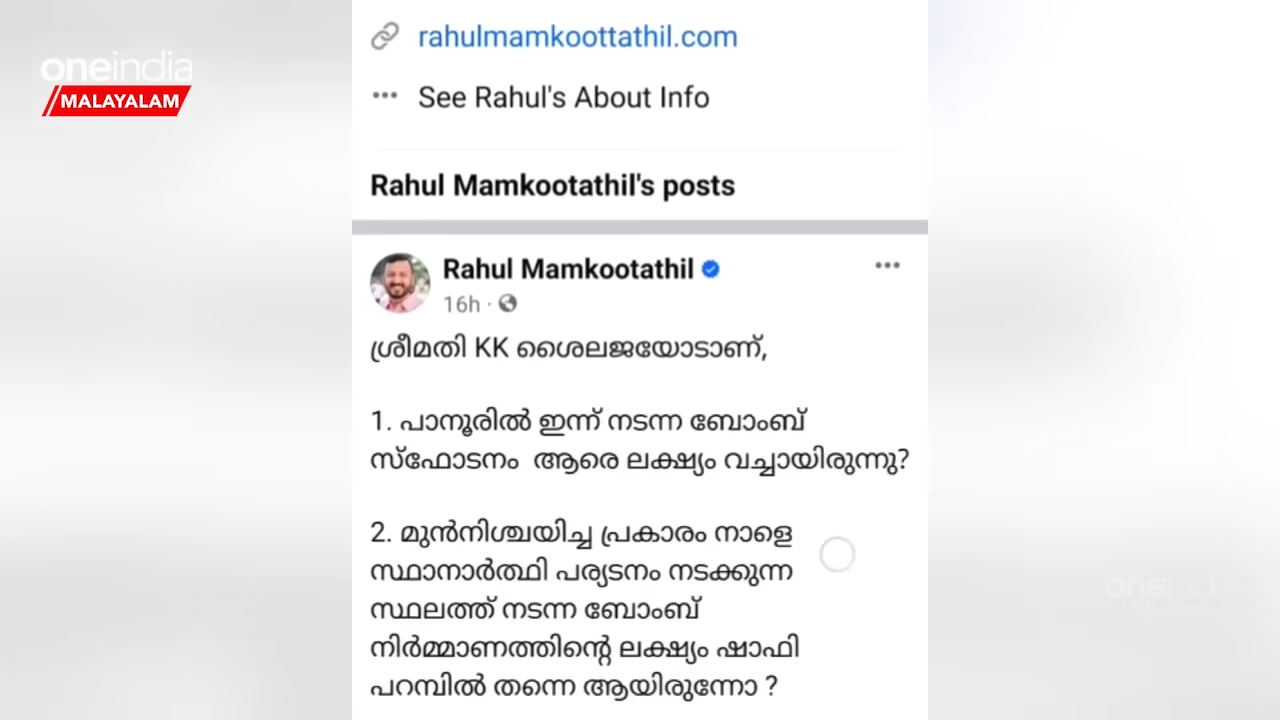 oneindia
MALAYALAM
rahulmamkoottathil.com
See Rahul's About Info
Rahul Mamkootathil's posts
Rahul Mamkootathil
16h ·
ശ്രീമതി KK ശൈലജയോടാണ്,
1. പാനൂരിൽ ഇന്ന് നടന്ന ബോംബ്
സ്ഫോടനം ആരെ ലക്ഷ്യം വച്ചായിരുന്നു?
2. മുൻനിശ്ചയിച്ച പ്രകാരം നാളെ
സ്ഥാനാർത്ഥി പര്യടനം നടക്കുന്ന
സ്ഥലത്ത് നടന്ന ബോംബ്
നിർമ്മാണത്തിന്റെ ലക്ഷ്യം ഷാഫി
പറമ്പിൽ തന്നെ ആയിരുന്നോ ?